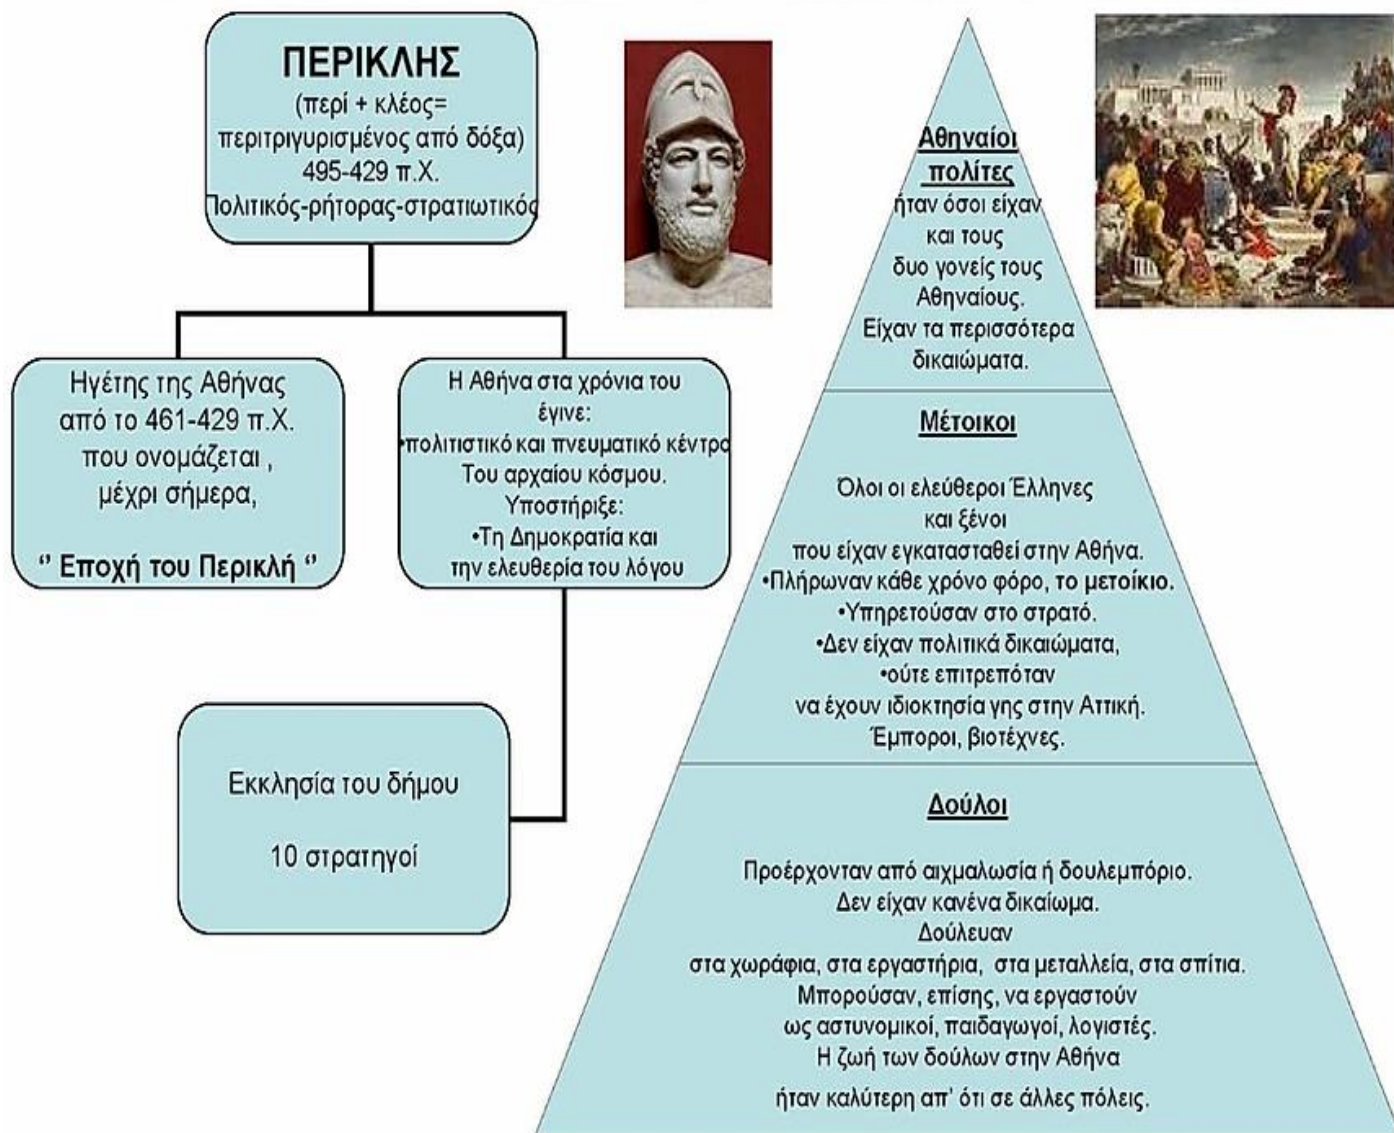 ΠΕΡΙΚΛΗΣ
(περί + κλέος=
περιτριγυρισμένος από δόξα)
495-429 π.Χ.
Πολιτικός-ρήτορας-στρατιωτικός
Ηγέτης της Αθήνας
από το 461-429 π.Χ.
που ονομάζεται ,
μέχρι σήμερα,
‘’ Εποχή του Περικλή ‘’
Η Αθήνα στα χρόνια του
έγινε:
•πολιτιστικό και πνευματικό κέντρο
Του αρχαίου κόσμου.
Υποστήριξε:
•Τη Δημοκρατία και
την ελευθερία του λόγου
Εκκλησία του δήμου
10 στρατηγοί
Αθηναίοι
πολίτες
ήταν όσοι είχαν
και τους
δυο γονείς τους
Αθηναίους.
Είχαν τα περισσότερα
δικαιώματα.
Μέτοικοι
Όλοι οι ελεύθεροι Έλληνες
και ξένοι
που είχαν εγκατασταθεί στην Αθήνα.
•Πλήρωναν κάθε χρόνο φόρο, το μετοίκιο.
•Υπηρετούσαν στο στρατό.
•Δεν είχαν πολιτικά δικαιώματα,
•ούτε επιτρεπόταν
να έχουν ιδιοκτησία γης στην Αττική.
Έμποροι, βιοτέχνες.
Δούλοι
Προέρχονταν από αιχμαλωσία ή δουλεμπόριο.
Δεν είχαν κανένα δικαίωμα.
Δούλευαν
στα χωράφια, στα εργαστήρια, στα μεταλλεία, στα σπίτια.
Μπορούσαν, επίσης, να εργαστούν
ως αστυνομικοί, παιδαγωγοί, λογιστές.
Η ζωή των δούλων στην Αθήνα
ήταν καλύτερη απ’ ότι σε άλλες πόλεις.